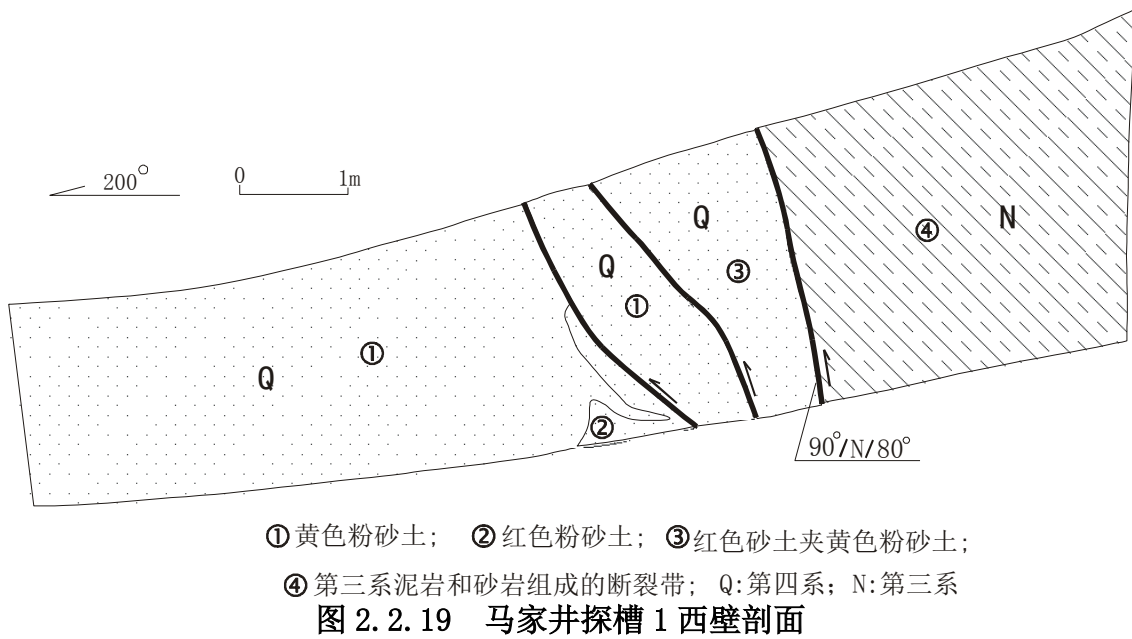 200°
0 1m
Q
③
④
N
Q
①
①
Q
②
90°/N/80°
①黄色粉砂土; ②红色粉砂土; ③红色砂土夹黄色粉砂土;
④第三系泥岩和砂岩组成的断裂带; Q:第四系; N:第三系
图 2.2.19 马家井探槽 1 西壁剖面